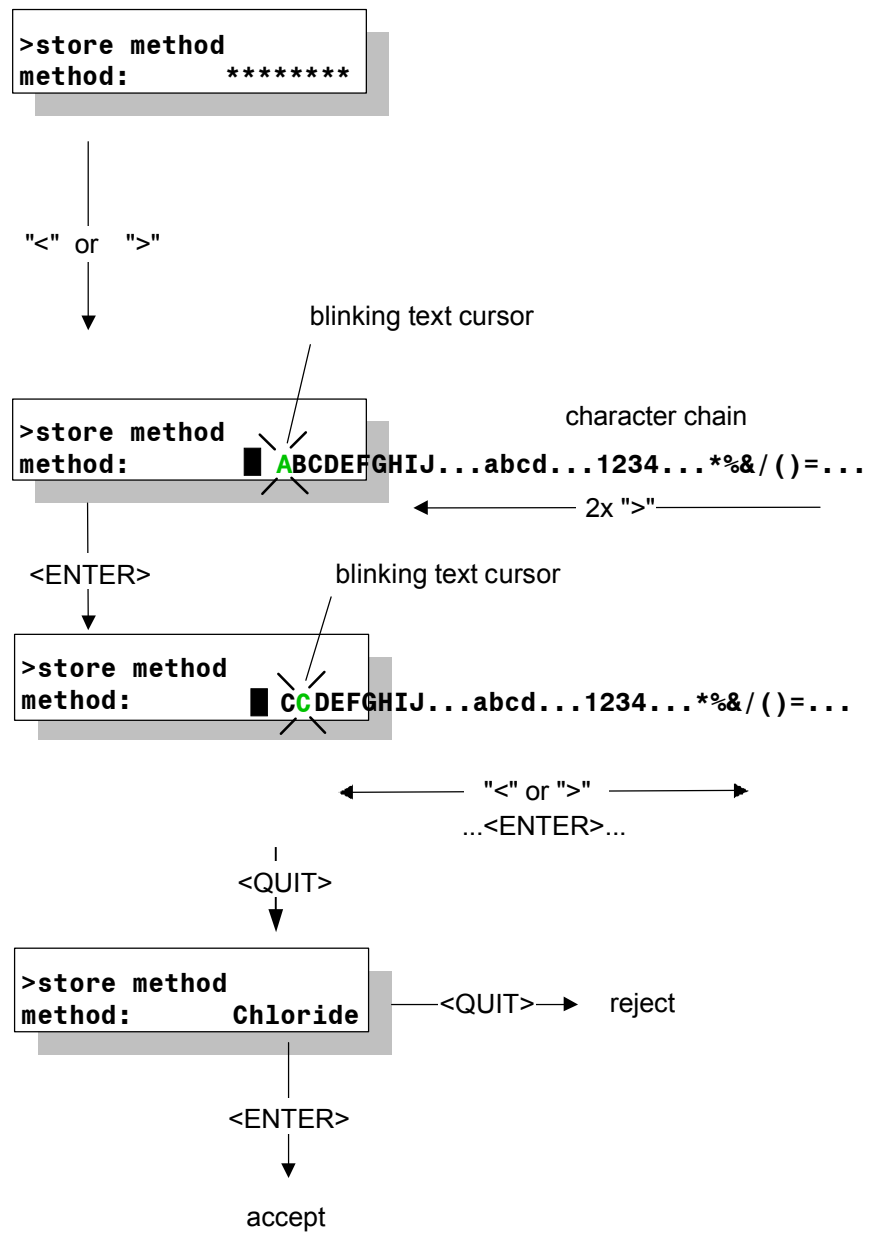 >store method
method: ********
"<" or ">"
blinking text cursor
character chain
>store method
method: ABCDEFGHIJ...abcd...1234...*%&/()=...
2x ">"
<ENTER>
blinking text cursor
>store method
method: CCDEFGHIJ...abcd...1234...*%&/()=...
"<" or ">"
...<ENTER>...
<QUIT>
>store method
method: Chloride
<QUIT> reject
<ENTER>
accept